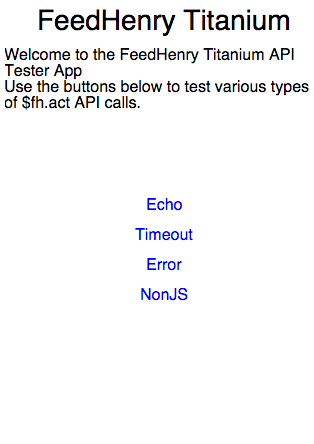 FeedHenry Titanium
Welcome to the FeedHenry Titanium API
Tester App
Use the buttons below to test various types
of $fh.act API calls.
Echo
Timeout
Error
NonJS